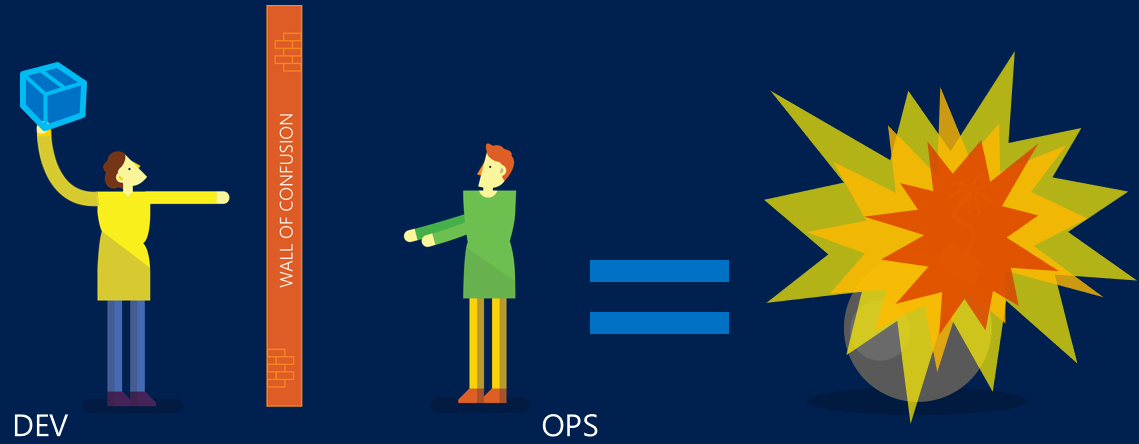 WALL OF CONFUSION
DEV
OPS